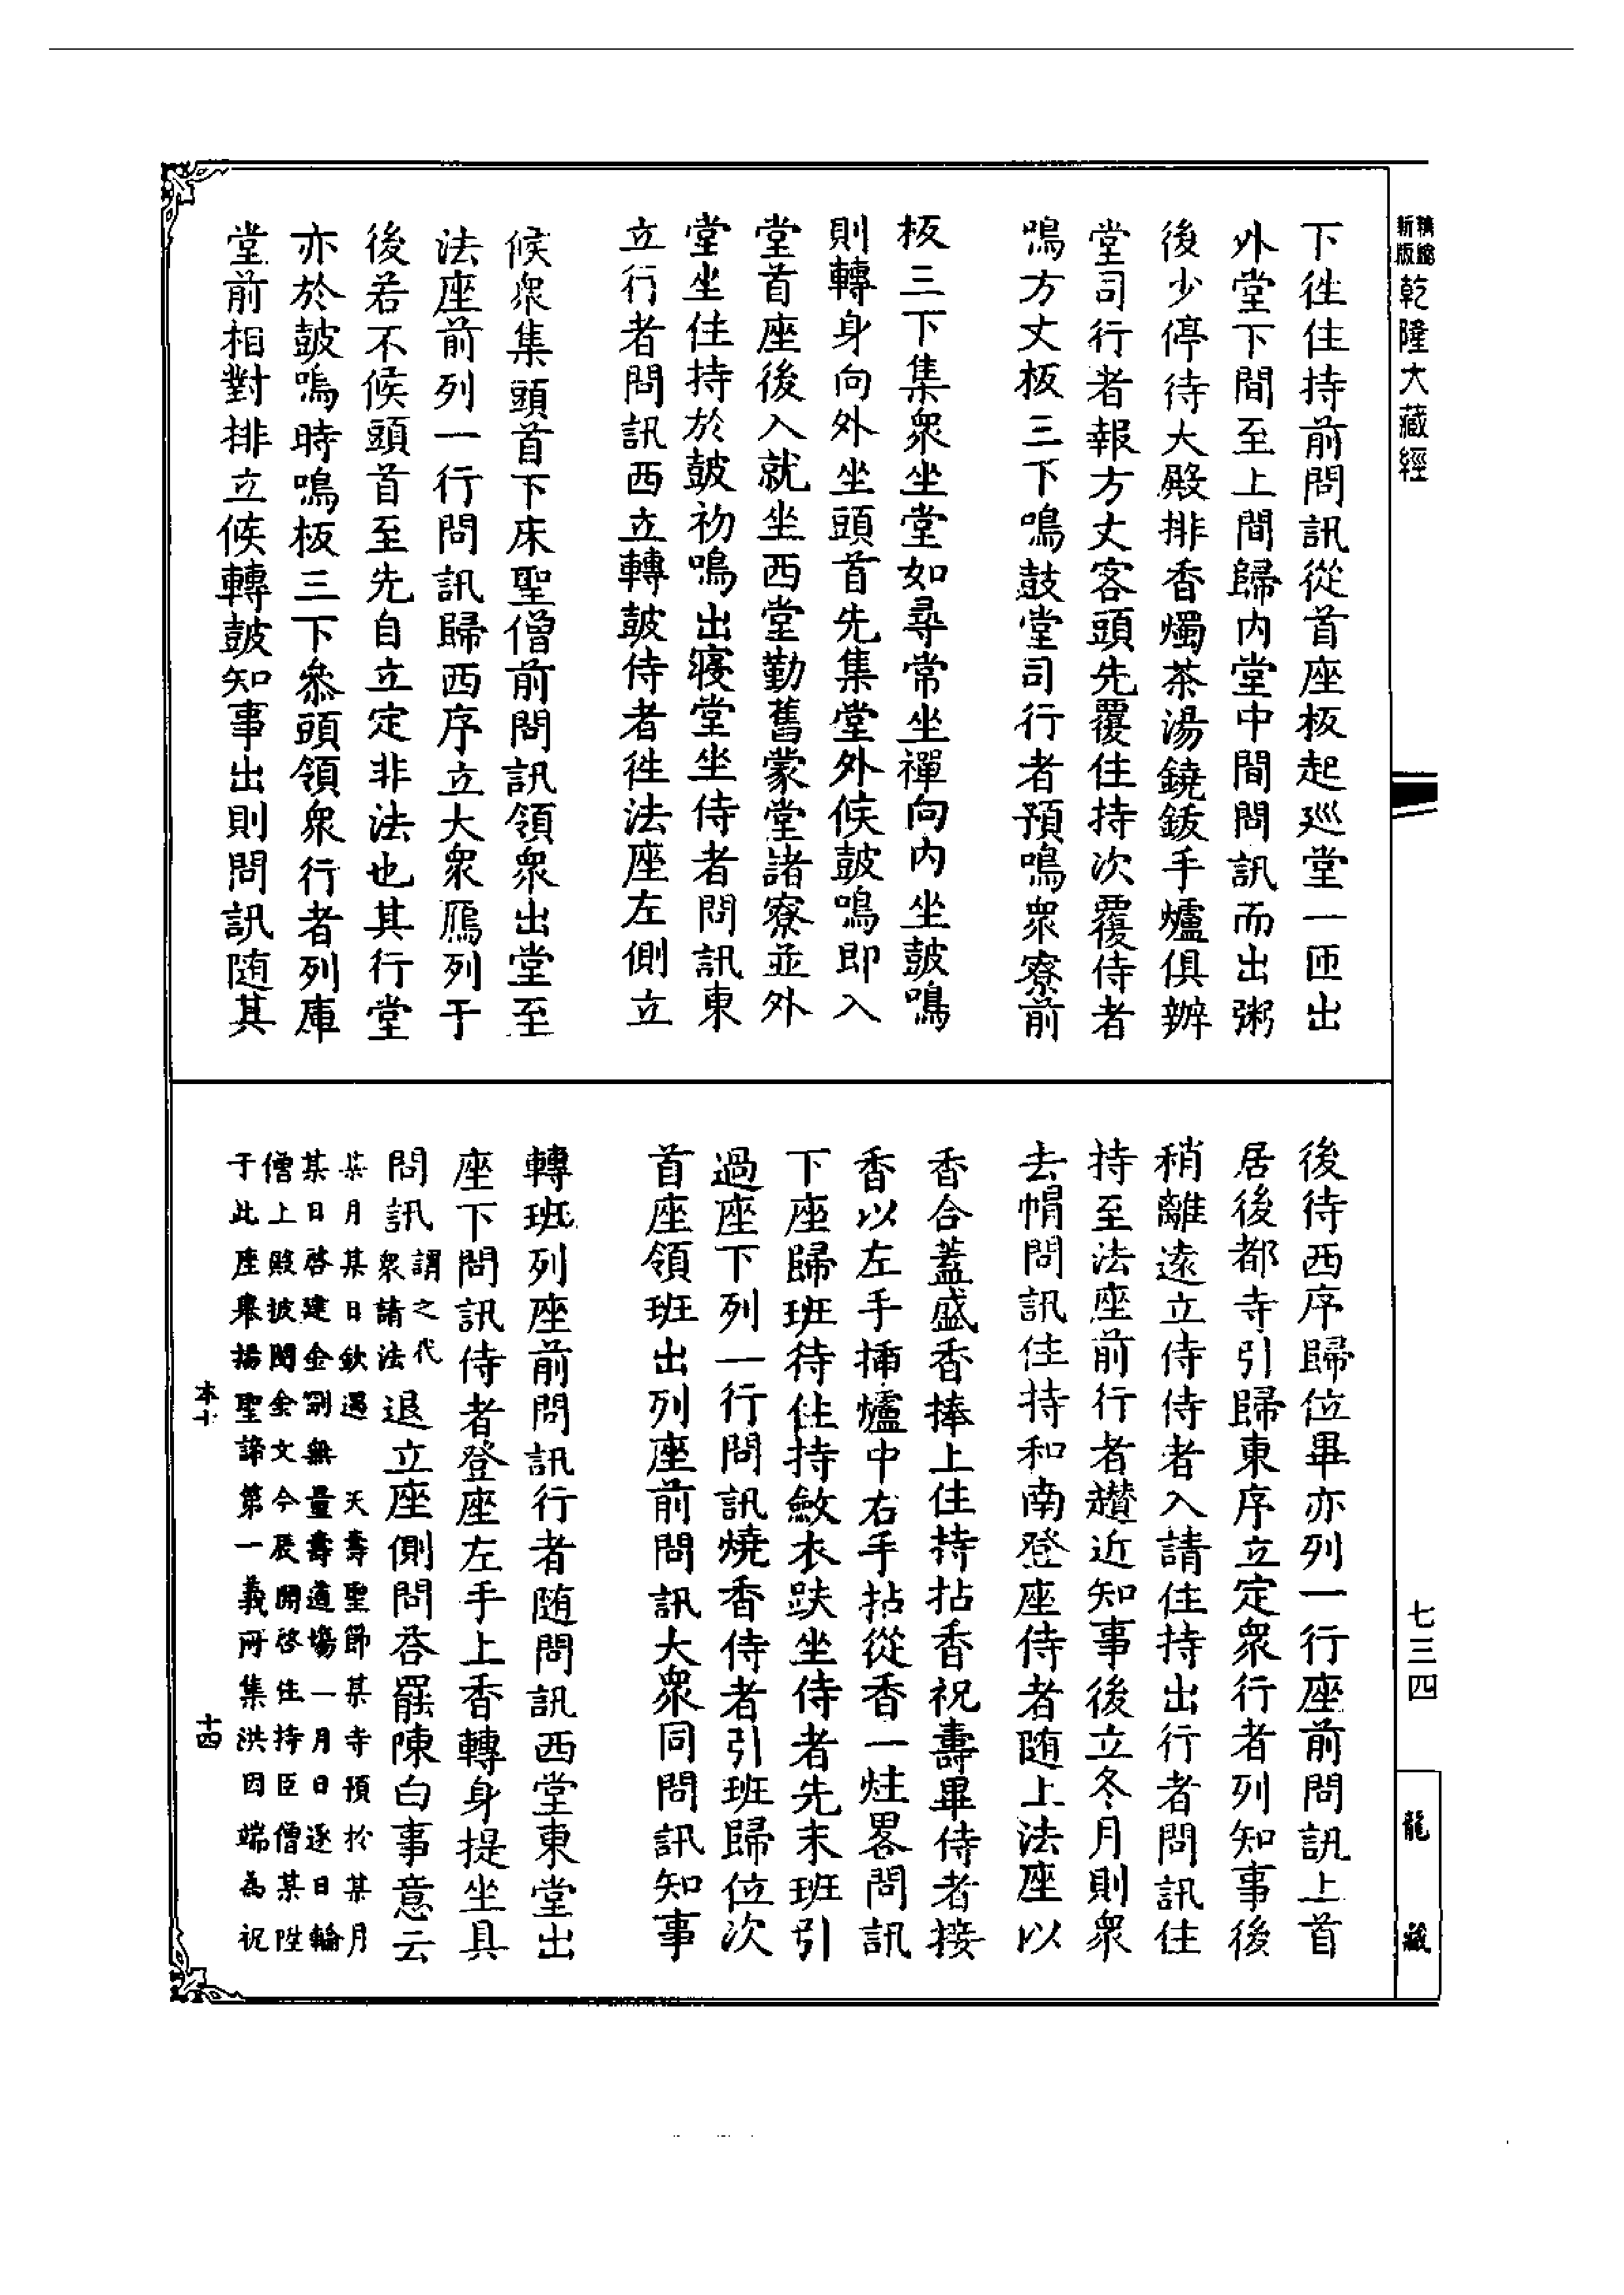 新版精縮
乾隆大藏經
下徃住持前問訊從首座板起廵堂一匝出
外堂下間至上間歸内堂中間問訊而出粥
後少停待大殿排香燭茶湯鐃鈸手爐俱辦
堂司行者報方丈客頭先覆住持次覆侍者
鳴方丈板三下鳴鼓堂司行者預鳴衆寮前
板三下集衆坐堂如尋常坐禪向内坐鼓鳴
則轉身向外坐頭首先集堂外候鼓鳴即入
堂首座後入就坐西堂勤舊蒙堂諸寮並外
堂坐住持於鼓初鳴出寢堂坐侍者問訊東
立行者問訊西立轉鼓侍者徃法座左側立
候衆集頭首下床聖僧前問訊領衆出堂至
法座前列一行問訊歸西序立大衆鴈列于
後若不候頭首至先自立定非法也其行堂
亦於鼓鳴時鳴板三下叅頭領衆行者列庫
堂前相對排立候轉鼓知事出則問訊随其
七三四
龍藏
後待西序歸位畢亦列一行座前問訊上首
居後都寺引歸東序立定衆行者列知事後
稍離遠立侍侍者入請住持出行者問訊住
持至法座前行者趲近知事後立冬月則衆
去帽問訊住持和南登座侍者随上法座以
香合蓋盛香捧上住持拈香祝壽畢侍者接
香以左手揷爐中右手拈從香一炷畧問訊
下座歸班待住持斂衣趺坐侍者先末班引
過座下列一行問訊燒香侍者引班歸位次
首座領班出列座前問訊大衆同問訊知事
轉班列座前問訊行者随問訊西堂東堂出
座下問訊侍者登座左手上香轉身提坐具
問訊謂之代衆請法退立座側問荅罷陳白事意云
某月某日欽遇 天壽聖節某寺預於某月
某日啓建金剛無量壽道塲一月日逐日輪
僧上殿披閱金文今辰開啓住持臣僧某陞
于此座舉揚聖諦第一義所集洪因端為祝
本十
十四